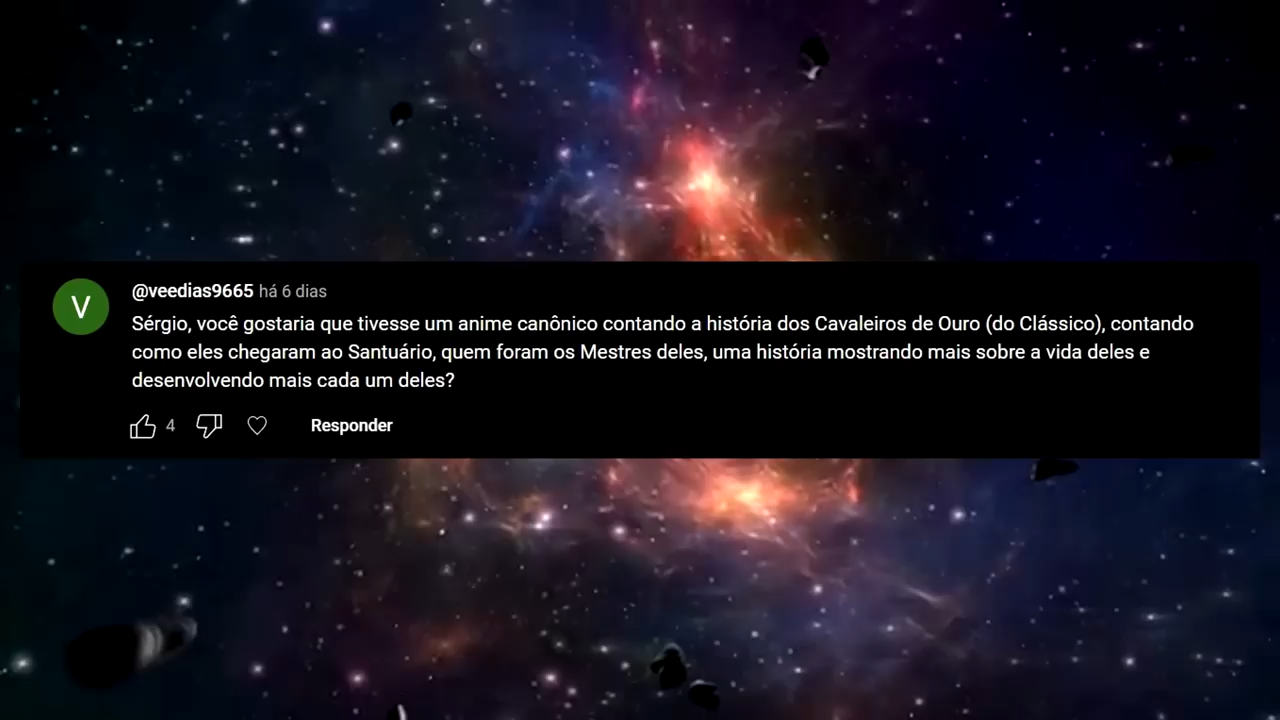 V
@veedias9665 há 6 dias
Sérgio, você gostaria que tivesse um anime canônico contando a história dos Cavaleiros de Ouro (do Clássico), contando
como eles chegaram ao Santuário, quem foram os Mestres deles, uma história mostrando mais sobre a vida deles e
desenvolvendo mais cada um deles?
4 Responder